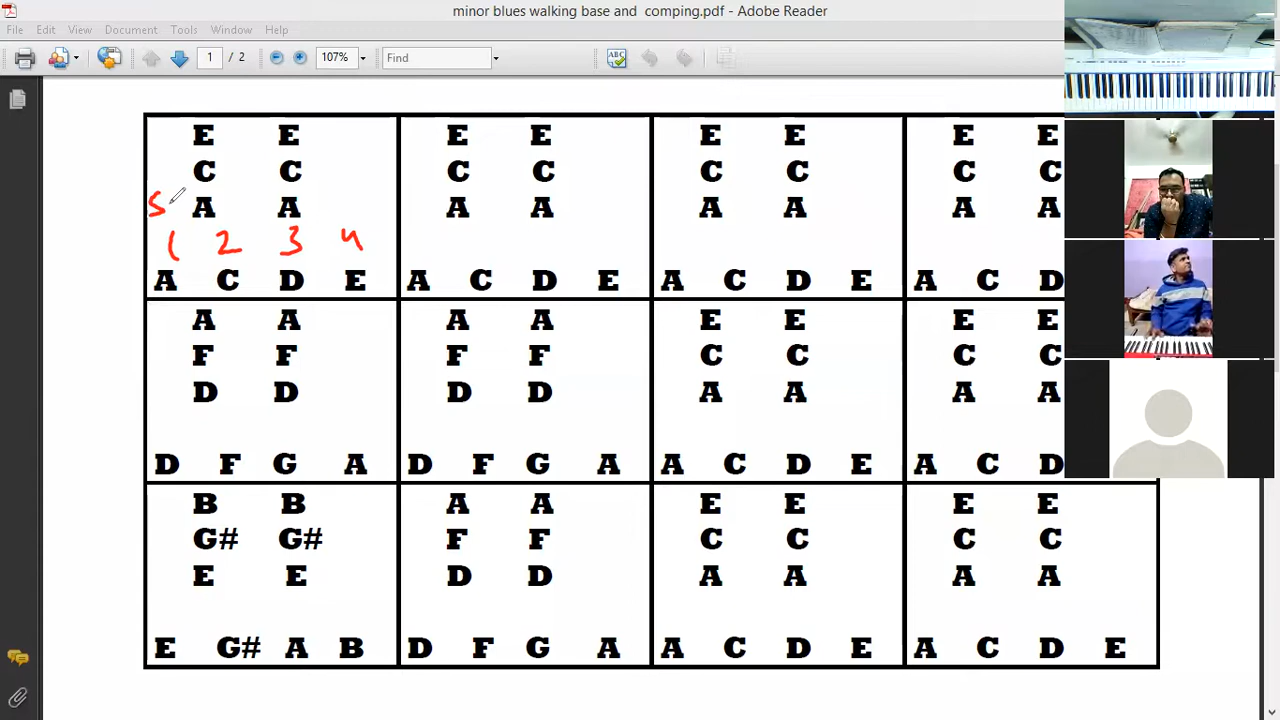 minor blues walking base and comping.pdf - Adobe Reader
File Edit View Document Tools Window Help
1 / 2 107% Find
E E E E E E E E
C C C C C C C C
S A A A A A A A A
1 2 3 4
A C D E A C D E A C D E A C D
A A A A E E E E
F F F F C C C C
D D D D A A A A
D F G A D F G A A C D E A C D
B B A A E E E E
G# G# F F C C C C
E E D D A A A A
E G# A B D F G A A C D E A C D E